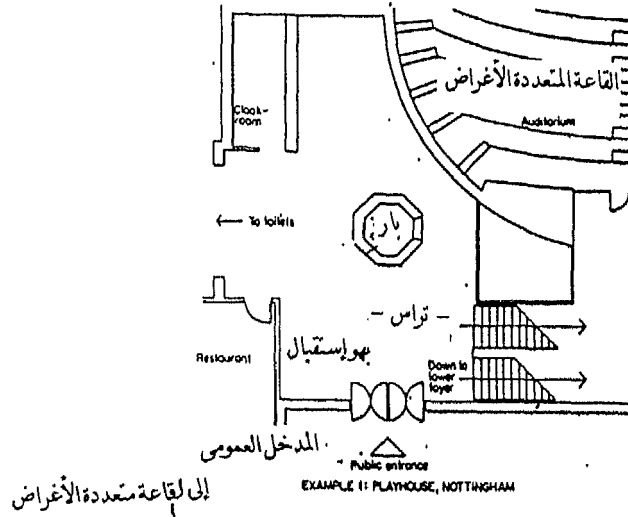 القاعة المتعددة الأغراض
Cloak-
room
Auditorium
← To toilets
بار
- تراس -
بهو إستقبال
Restaurant
Down to
lower
foyer
المدخل العمومى
Public entrance
إلى القاعة متعددة الأغراض
EXAMPLE 1: PLAYHOUSE, NOTTINGHAM